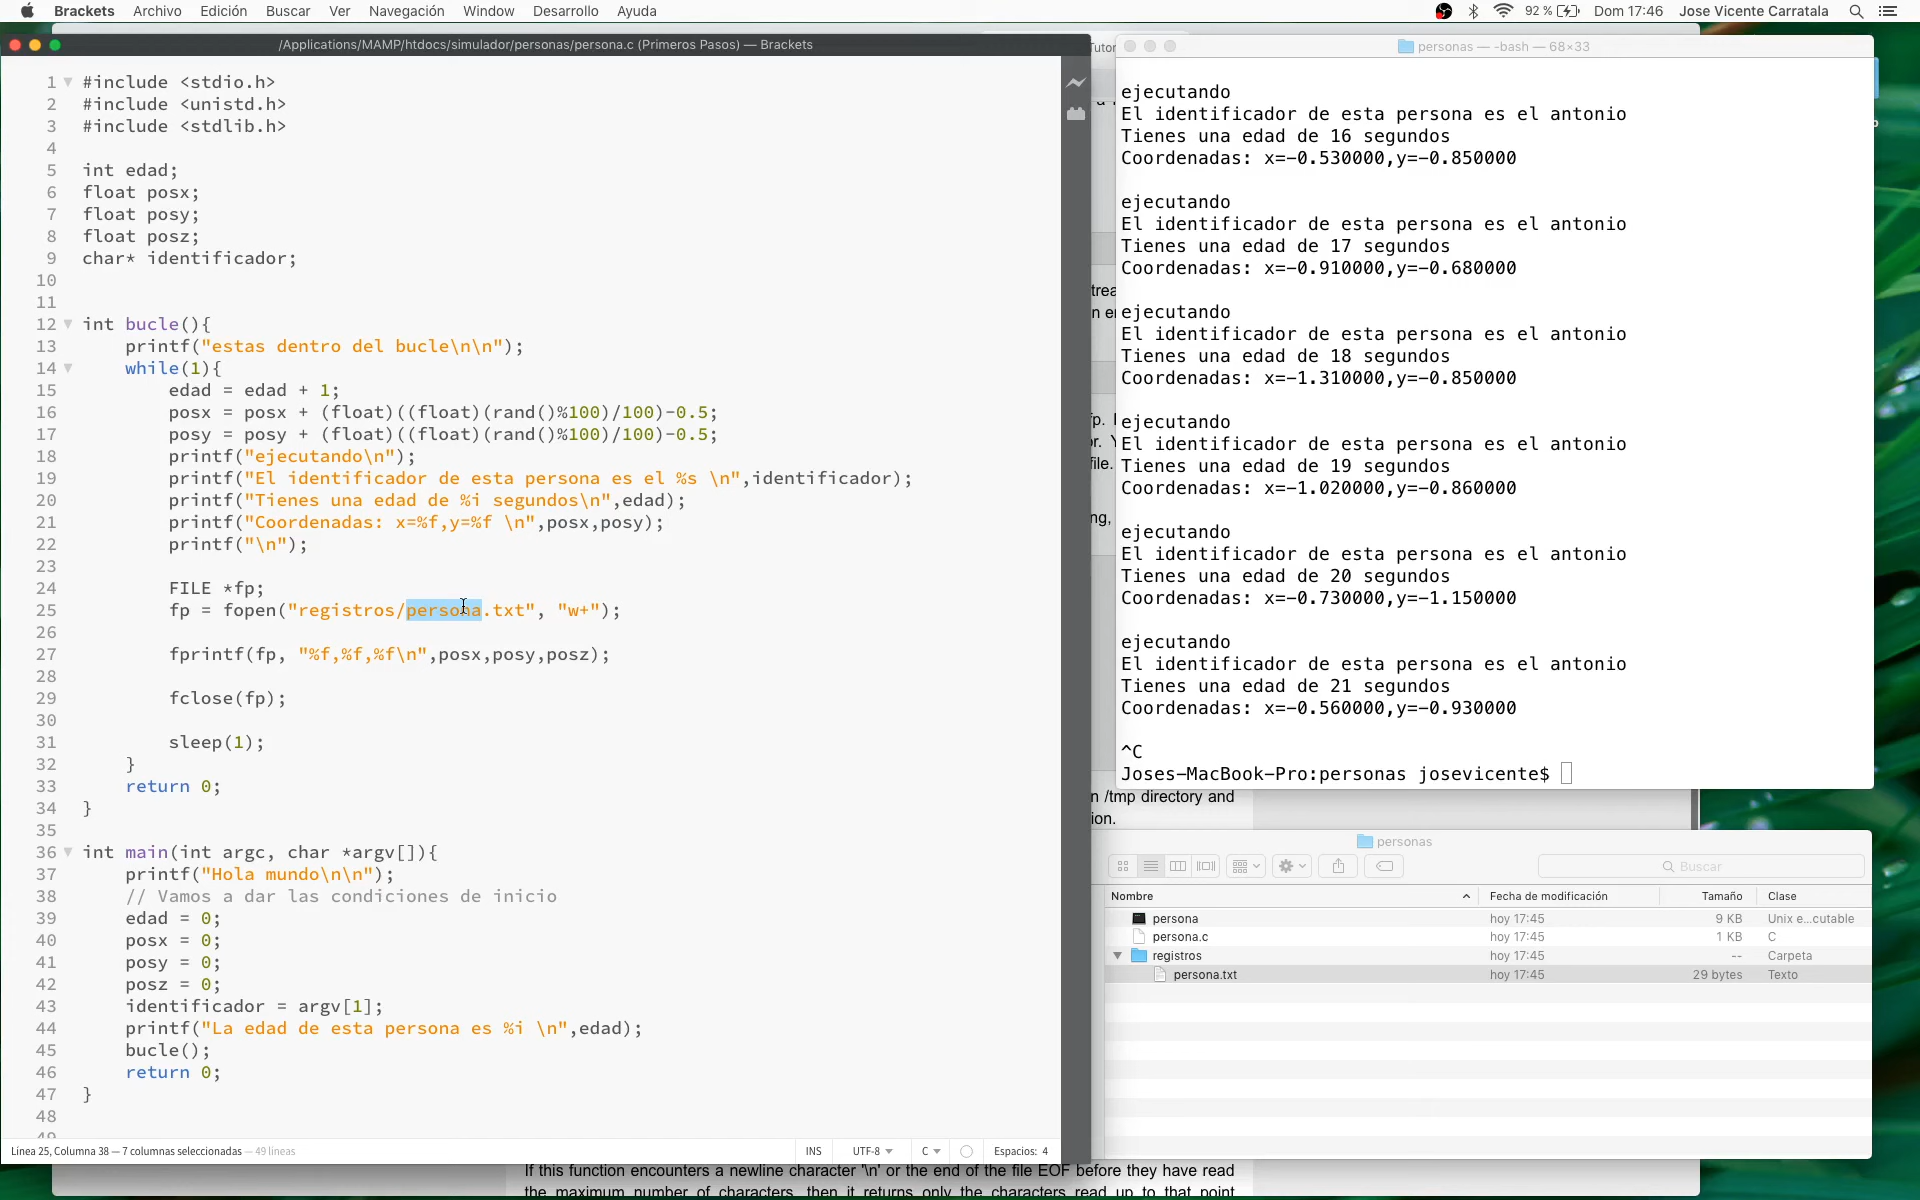 Brackets Archivo Edición Buscar Ver Navegación Window Desarrollo Ayuda 92 % Dom 17:46 Jose Vicente Carratala
/Applications/MAMP/htdocs/simulador/personas/persona.c (Primeros Pasos) — Brackets
1 #include <stdio.h>
2 #include <unistd.h>
3 #include <stdlib.h>
4
5 int edad;
6 float posx;
7 float posy;
8 float posz;
9 char* identificador;
10
11
12 int bucle(){
13 printf("estas dentro del bucle\n\n");
14 while(1){
15 edad = edad + 1;
16 posx = posx + (float)((float)(rand()%100)/100)-0.5;
17 posy = posy + (float)((float)(rand()%100)/100)-0.5;
18 printf("ejecutando\n");
19 printf("El identificador de esta persona es el %s \n",identificador);
20 printf("Tienes una edad de %i segundos\n",edad);
21 printf("Coordenadas: x=%f,y=%f \n",posx,posy);
22 printf("\n");
23
24 FILE *fp;
25 fp = fopen("registros/persona.txt", "w+");
26
27 fprintf(fp, "%f,%f,%f\n",posx,posy,posz);
28
29 fclose(fp);
30
31 sleep(1);
32 }
33 return 0;
34 }
35
36 int main(int argc, char *argv[]){
37 printf("Hola mundo\n\n");
38 // Vamos a dar las condiciones de inicio
39 edad = 0;
40 posx = 0;
41 posy = 0;
42 posz = 0;
43 identificador = argv[1];
44 printf("La edad de esta persona es %i \n",edad);
45 bucle();
46 return 0;
47 }
48
49
Línea 25, Columna 38 — 7 columnas seleccionadas — 49 líneas INS UTF-8 C Espacios: 4
personas — -bash — 68×33
ejecutando
El identificador de esta persona es el antonio
Tienes una edad de 16 segundos
Coordenadas: x=-0.530000,y=-0.850000
ejecutando
El identificador de esta persona es el antonio
Tienes una edad de 17 segundos
Coordenadas: x=-0.910000,y=-0.680000
ejecutando
El identificador de esta persona es el antonio
Tienes una edad de 18 segundos
Coordenadas: x=-1.310000,y=-0.850000
ejecutando
El identificador de esta persona es el antonio
Tienes una edad de 19 segundos
Coordenadas: x=-1.020000,y=-0.860000
ejecutando
El identificador de esta persona es el antonio
Tienes una edad de 20 segundos
Coordenadas: x=-0.730000,y=-1.150000
ejecutando
El identificador de esta persona es el antonio
Tienes una edad de 21 segundos
Coordenadas: x=-0.560000,y=-0.930000
^C
Joses-MacBook-Pro:personas josevicente$
n /tmp directory and
ion.
personas
Buscar
Nombre Fecha de modificación Tamaño Clase
persona hoy 17:45 9 KB Unix e...cutable
persona.c hoy 17:45 1 KB C
registros hoy 17:45 -- Carpeta
persona.txt hoy 17:45 29 bytes Texto
If this function encounters a newline character '\n' or the end of the file EOF before they have read
the maximum number of characters, then it returns only the characters read up to that point